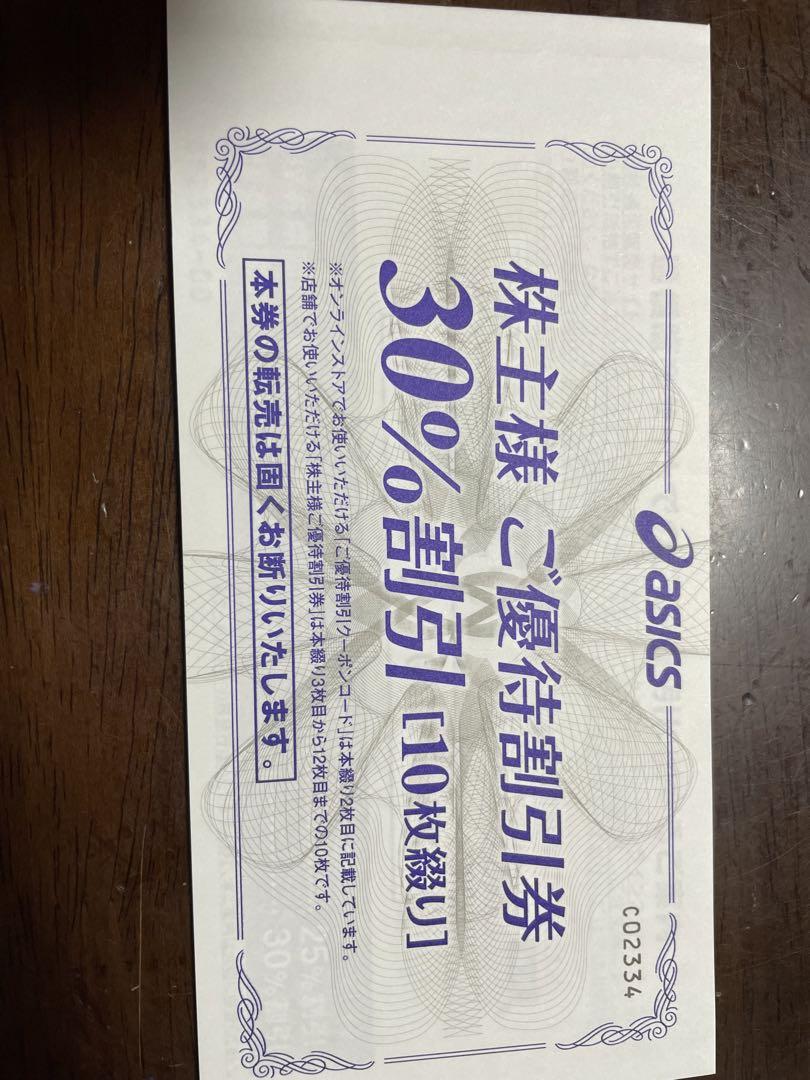 asics
C02334
株主様 ご優待割引券
30%割引 [10枚綴り]
※オンラインストアでお使いいただける「ご優待割引クーポンコード」は本綴り2枚目に記載しています。
※店舗でお使いいただける「株主様ご優待割引券」は本綴り3枚目から12枚目までの10枚です。
本券の転売は固くお断りいたします。
25%
30%